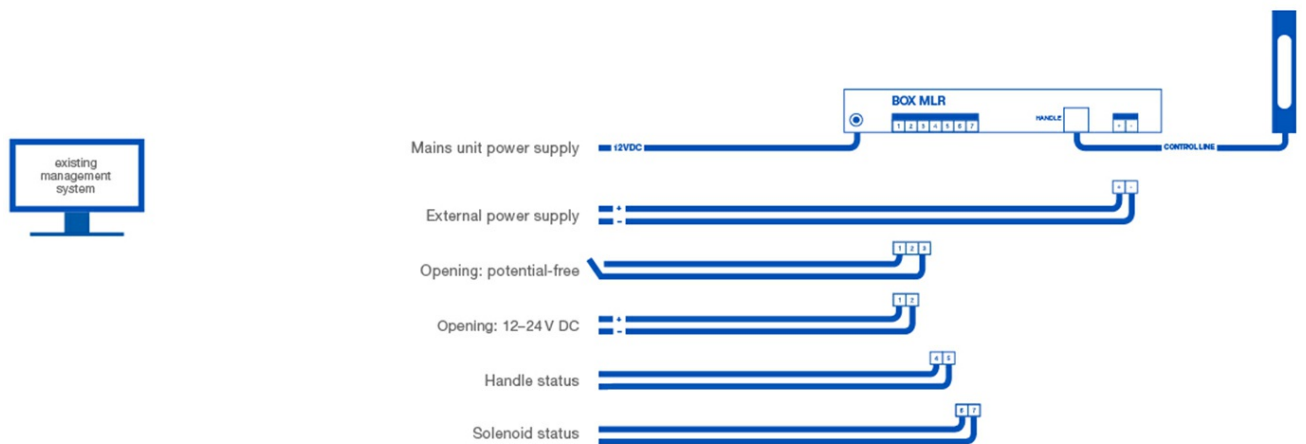 BOX MLR
1 2 3 4 5 6 7
HANDLE
+ -
Mains unit power supply
12VDC
CONTROL LINE
existing
management
system
+ -
External power supply
+
-
1 2 3
Opening: potential-free
1 2
Opening: 12–24 V DC
+
-
4 5
Handle status
6 7
Solenoid status